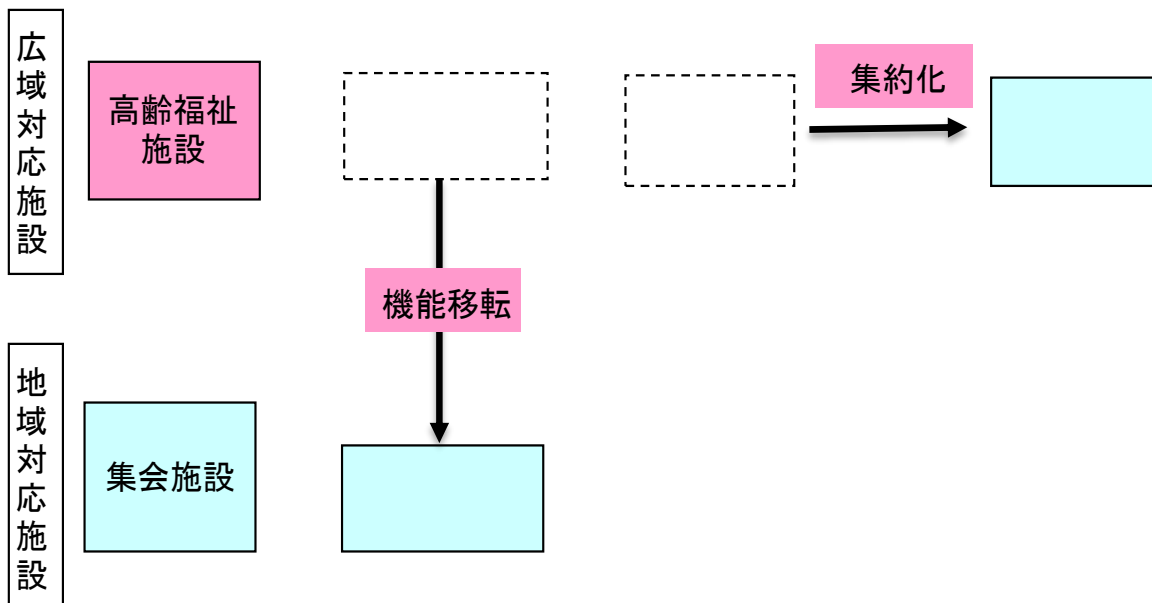 広域対応施設
高齢福祉
施設
集約化
機能移転
地域対応施設
集会施設